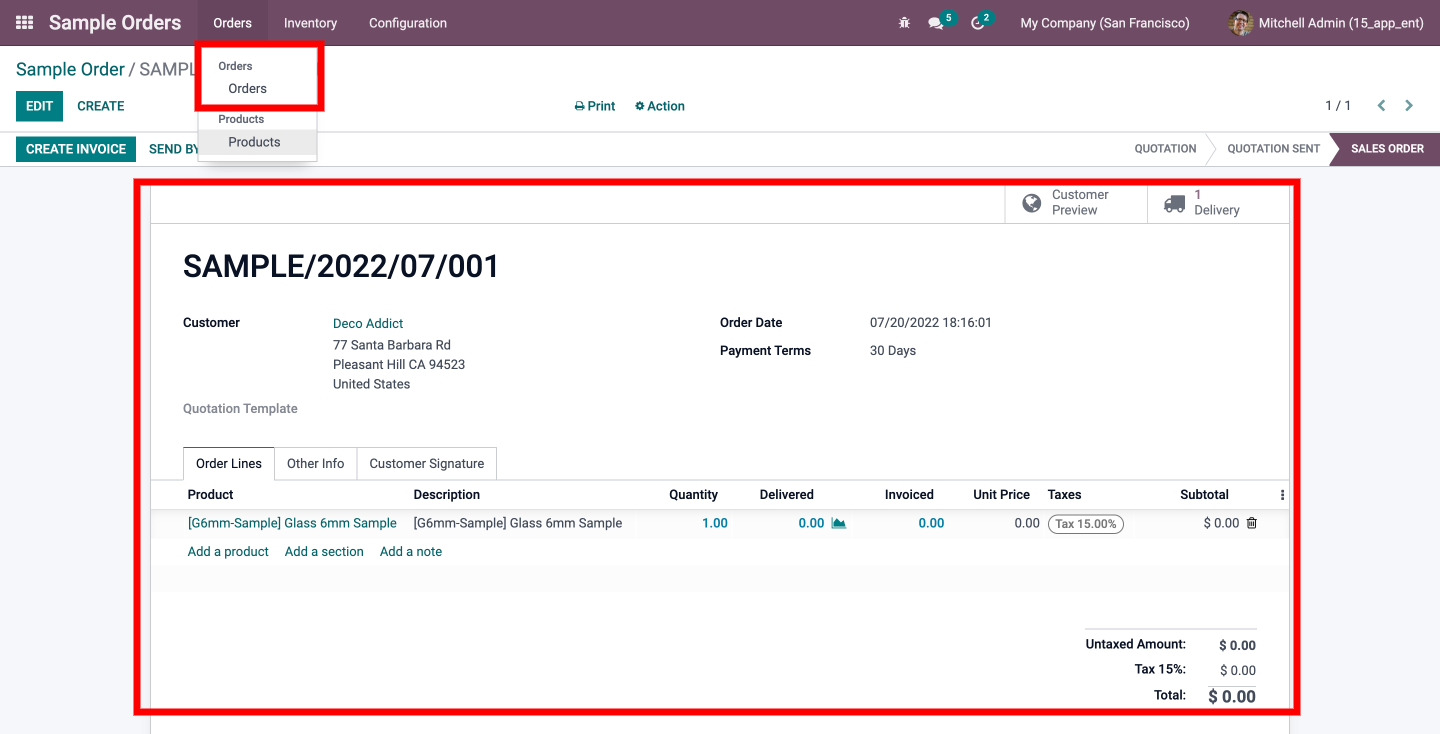 Sample Orders Orders Inventory Configuration 5 2 My Company (San Francisco) Mitchell Admin (15_app_ent)
Sample Order / SAMPL
Orders
Orders
Products
Products
EDIT CREATE Print Action 1 / 1
CREATE INVOICE SEND BY QUOTATION QUOTATION SENT SALES ORDER
Customer Preview
1 Delivery
SAMPLE/2022/07/001
Customer Deco Addict Order Date 07/20/2022 18:16:01
77 Santa Barbara Rd Payment Terms 30 Days
Pleasant Hill CA 94523
United States
Quotation Template
Order Lines Other Info Customer Signature
Product Description Quantity Delivered Invoiced Unit Price Taxes Subtotal
[G6mm-Sample] Glass 6mm Sample [G6mm-Sample] Glass 6mm Sample 1.00 0.00 0.00 0.00 Tax 15.00% $ 0.00
Add a product Add a section Add a note
Untaxed Amount: $ 0.00
Tax 15%: $ 0.00
Total: $ 0.00